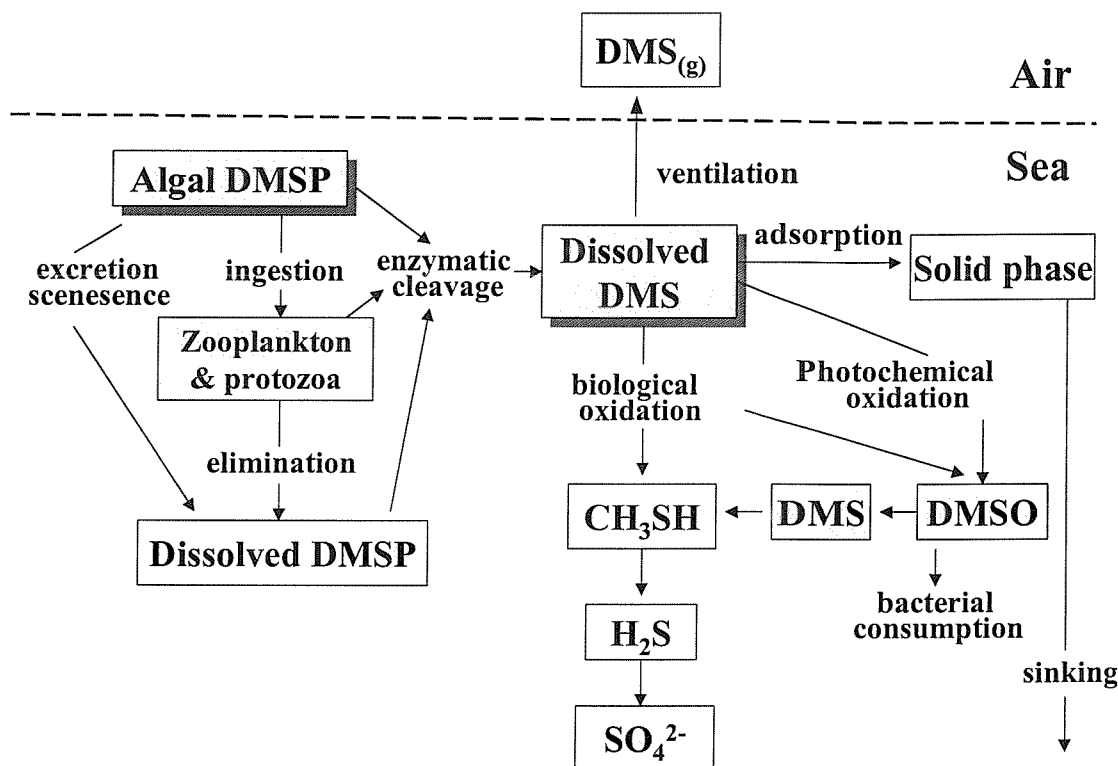 DMS(g)
Air
Sea
ventilation
Algal DMSP
excretion
scenesence
ingestion
enzymatic
cleavage
Dissolved
DMS
adsorption
Solid phase
Zooplankton
& protozoa
biological
oxidation
Photochemical
oxidation
elimination
CH₃SH
DMS
DMSO
Dissolved DMSP
bacterial
consumption
H₂S
sinking
SO₄²⁻